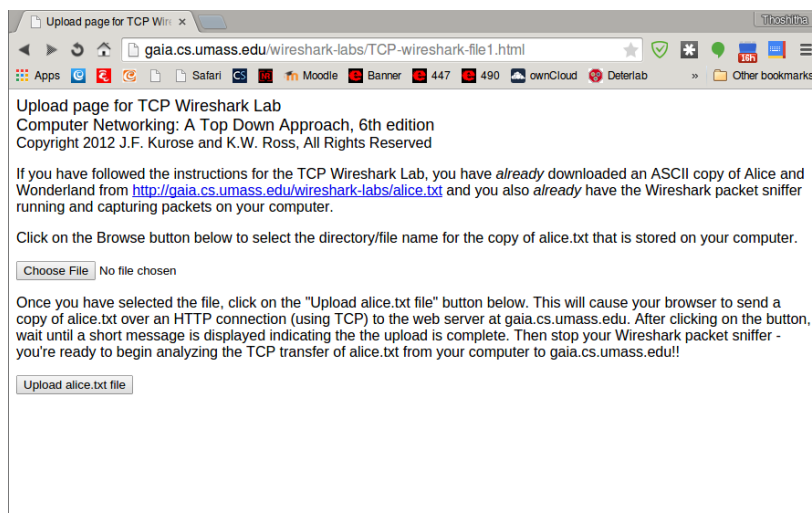 Upload page for TCP Wire
Thoshitha
gaia.cs.umass.edu/wireshark-labs/TCP-wireshark-file1.html
16h
Apps Safari CS Moodle Banner 447 490 ownCloud Deterlab » Other bookmarks
Upload page for TCP Wireshark Lab
Computer Networking: A Top Down Approach, 6th edition
Copyright 2012 J.F. Kurose and K.W. Ross, All Rights Reserved
If you have followed the instructions for the TCP Wireshark Lab, you have already downloaded an ASCII copy of Alice and
Wonderland from http://gaia.cs.umass.edu/wireshark-labs/alice.txt and you also already have the Wireshark packet sniffer
running and capturing packets on your computer.
Click on the Browse button below to select the directory/file name for the copy of alice.txt that is stored on your computer.
Choose File No file chosen
Once you have selected the file, click on the "Upload alice.txt file" button below. This will cause your browser to send a
copy of alice.txt over an HTTP connection (using TCP) to the web server at gaia.cs.umass.edu. After clicking on the button,
wait until a short message is displayed indicating the the upload is complete. Then stop your Wireshark packet sniffer -
you're ready to begin analyzing the TCP transfer of alice.txt from your computer to gaia.cs.umass.edu!!
Upload alice.txt file